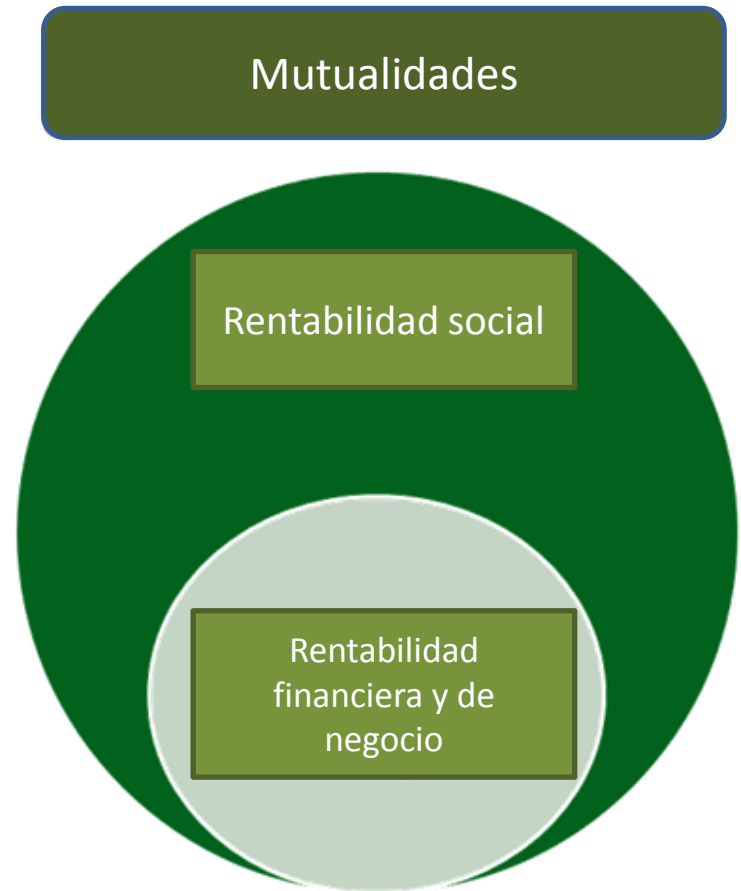 Mutualidades
Rentabilidad social
Rentabilidad
financiera y de
negocio